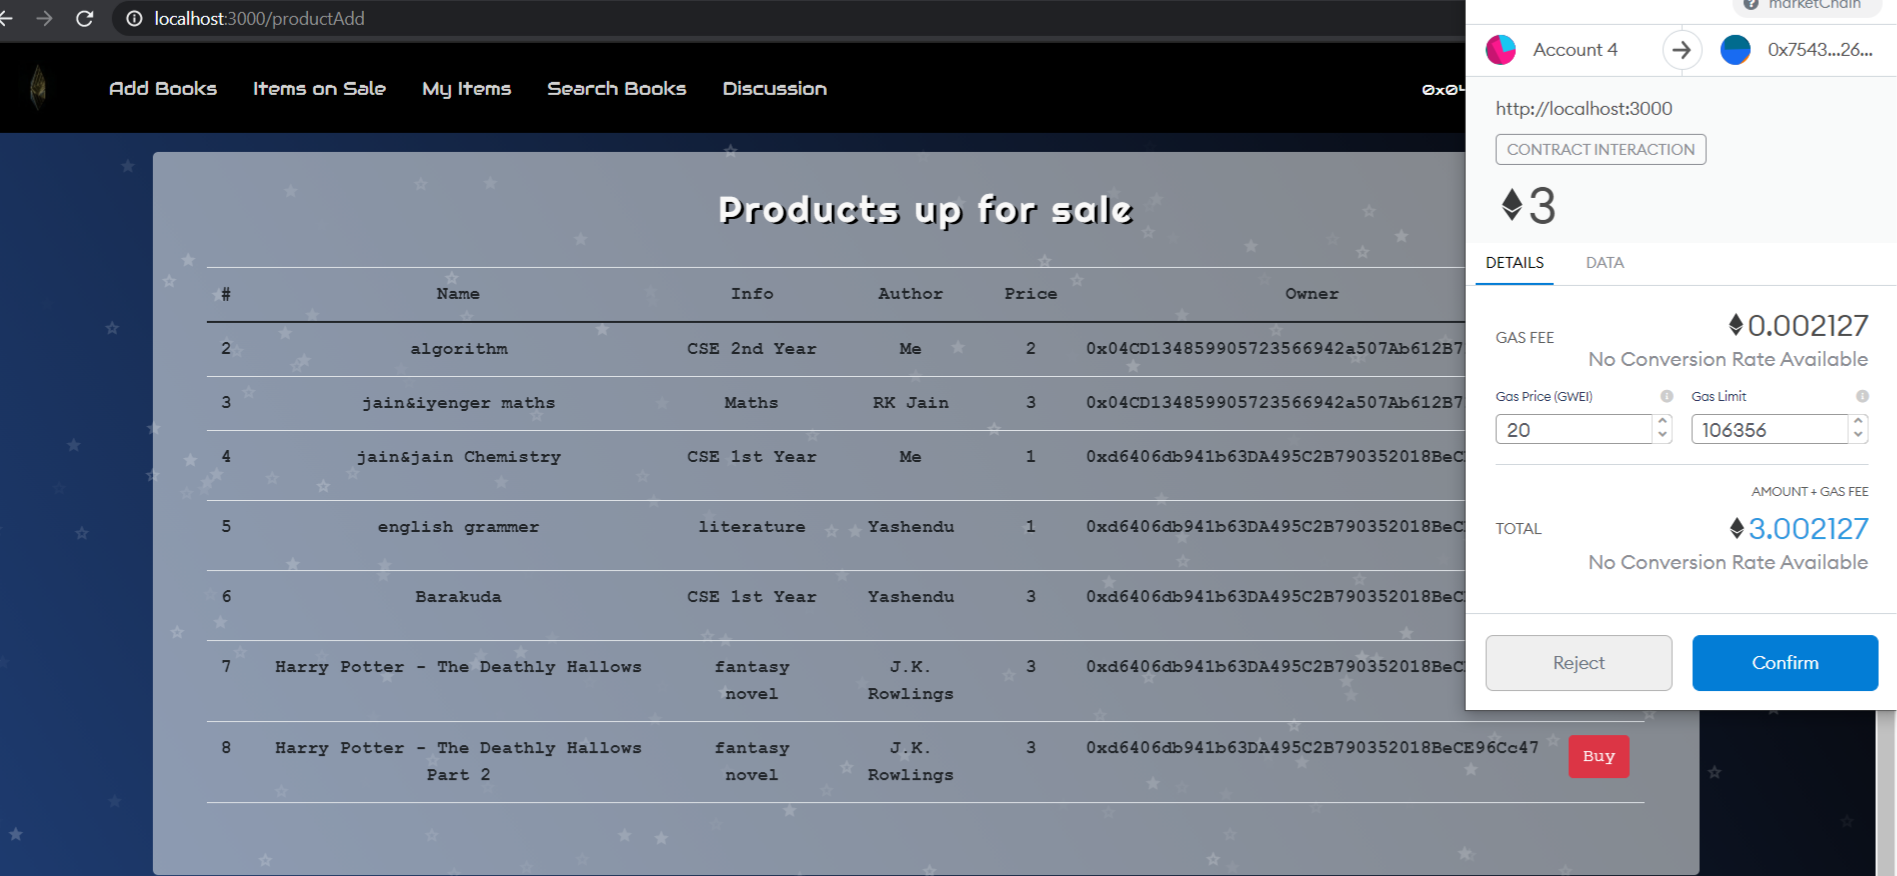 localhost:3000/productAdd
marketChain
Account 4
0x7543...26...
Add Books
Items on Sale
My Items
Search Books
Discussion
0x04
http://localhost:3000
CONTRACT INTERACTION
3
DETAILS
DATA
GAS FEE
0.002127
No Conversion Rate Available
Gas Price (GWEI)
Gas Limit
20
106356
AMOUNT + GAS FEE
TOTAL
3.002127
No Conversion Rate Available
Reject
Confirm
Products up for sale
# Name Info Author Price Owner
2 algorithm CSE 2nd Year Me 2 0x04CD134859905723566942a507Ab612B7
3 jain&iyenger maths Maths RK Jain 3 0x04CD134859905723566942a507Ab612B7
4 jain&jain Chemistry CSE 1st Year Me 1 0xd6406db941b63DA495C2B790352018BeC
5 english grammer literature Yashendu 1 0xd6406db941b63DA495C2B790352018BeC
6 Barakuda CSE 1st Year Yashendu 3 0xd6406db941b63DA495C2B790352018BeC
7 Harry Potter - The Deathly Hallows fantasy J.K. 3 0xd6406db941b63DA495C2B790352018BeC
novel Rowlings
8 Harry Potter - The Deathly Hallows fantasy J.K. 3 0xd6406db941b63DA495C2B790352018BeCE96Cc47 Buy
Part 2 novel Rowlings